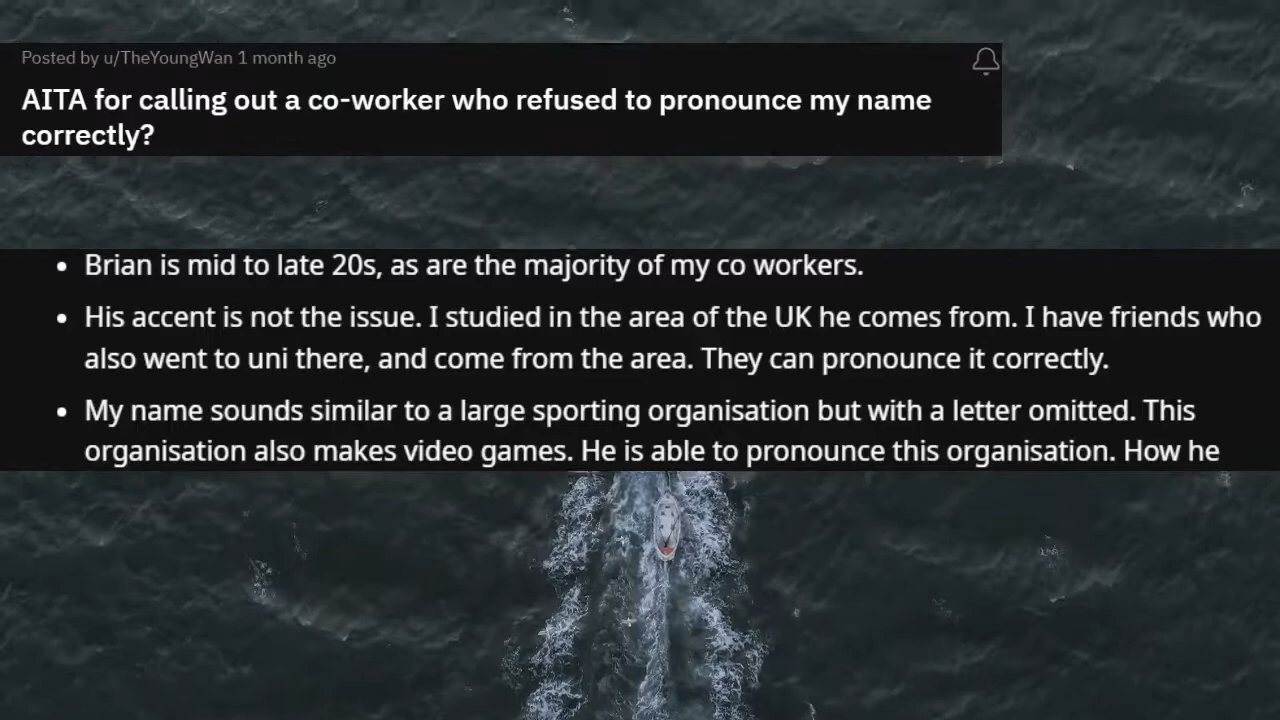 Posted by u/TheYoungWan 1 month ago
AITA for calling out a co-worker who refused to pronounce my name
correctly?
• Brian is mid to late 20s, as are the majority of my co workers.
• His accent is not the issue. I studied in the area of the UK he comes from. I have friends who
also went to uni there, and come from the area. They can pronounce it correctly.
• My name sounds similar to a large sporting organisation but with a letter omitted. This
organisation also makes video games. He is able to pronounce this organisation. How he